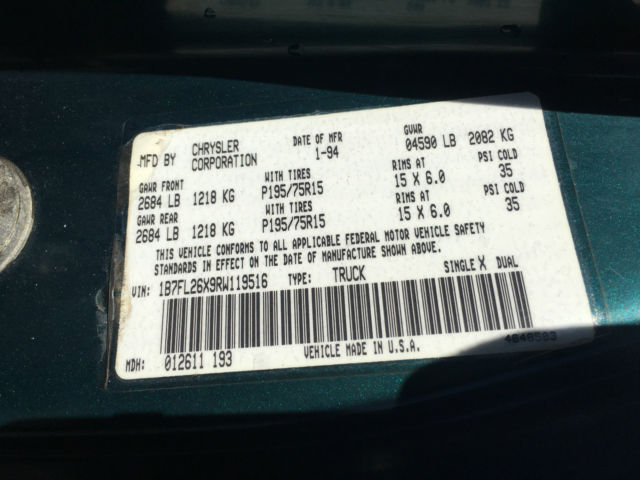 MFD BY CHRYSLER CORPORATION DATE OF MFR 1-94 GVWR 04590 LB 2082 KG
GAWR FRONT WITH TIRES RIMS AT PSI COLD
2684 LB 1218 KG P195/75R15 15 X 6.0 35
GAWR REAR WITH TIRES RIMS AT PSI COLD
2684 LB 1218 KG P195/75R15 15 X 6.0 35
THIS VEHICLE CONFORMS TO ALL APPLICABLE FEDERAL MOTOR VEHICLE SAFETY
STANDARDS IN EFFECT ON THE DATE OF MANUFACTURE SHOWN ABOVE.
VIN: 1B7FL26X9RW119516 TYPE: TRUCK SINGLE X DUAL
MDH: 012611 193 VEHICLE MADE IN U.S.A. 4648503